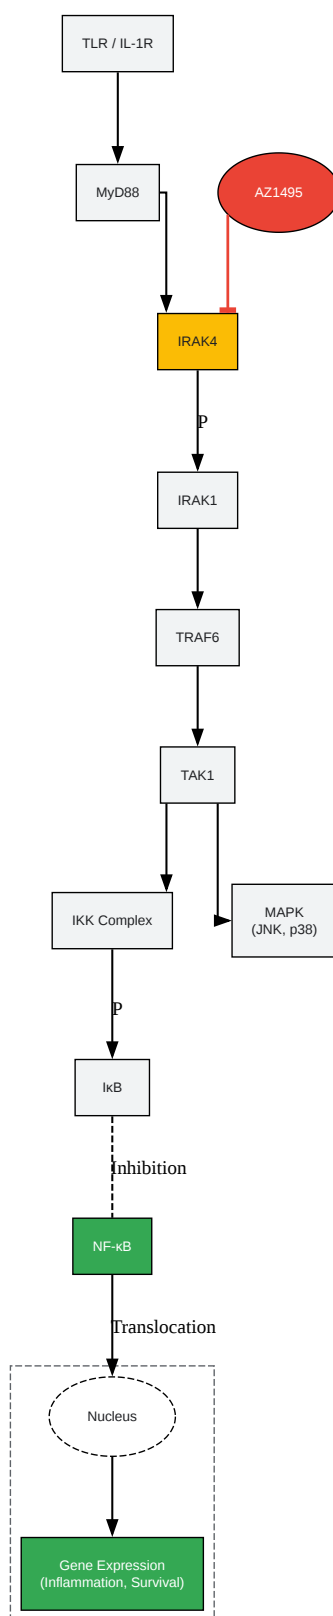 TLR / IL-1R
MyD88
AZ1495
IRAK4
P
IRAK1
TRAF6
TAK1
IKK Complex
MAPK
(JNK, p38)
P
IκB
Inhibition
NF-κB
Translocation
Nucleus
Gene Expression
(Inflammation, Survival)